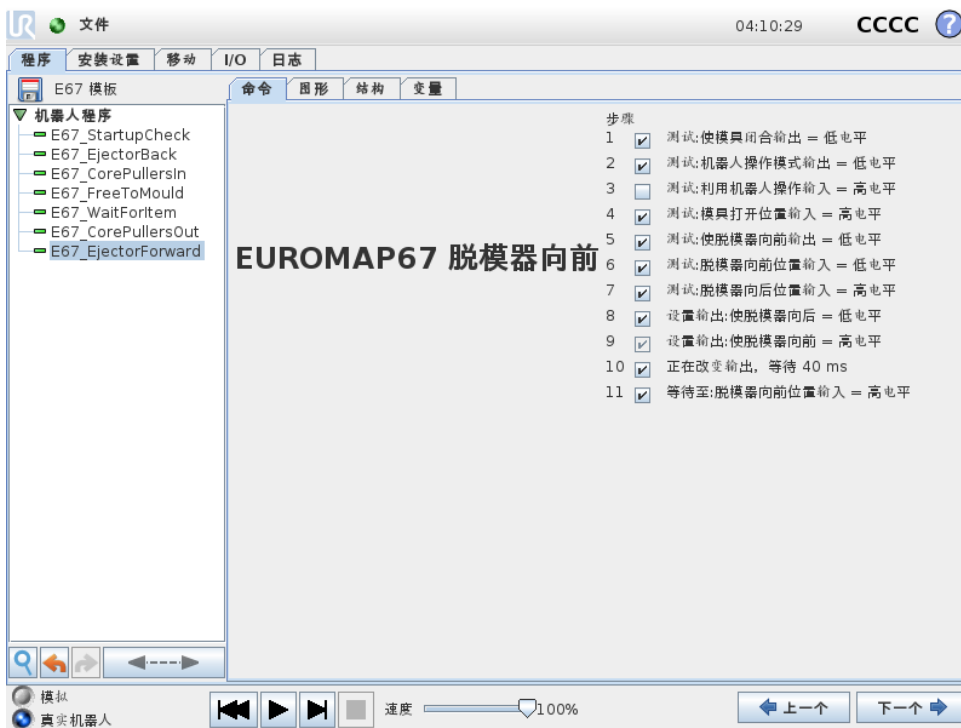 UR 文件 04:10:29 CCCC ?
程序 安装设置 移动 I/O 日志
E67 模板
命令 图形 结构 变量
机器人程序
E67_StartupCheck
E67_EjectorBack
E67_CorePullersIn
E67_FreeToMould
E67_WaitForItem
E67_CorePullersOut
E67_EjectorForward
EUROMAP67 脱模器向前
步骤
1 测试:使模具闭合输出 = 低电平
2 测试:机器人操作模式输出 = 低电平
3 测试:利用机器人操作输入 = 高电平
4 测试:模具打开位置输入 = 高电平
5 测试:使脱模器向前输出 = 低电平
6 测试:脱模器向前位置输入 = 低电平
7 测试:脱模器向后位置输入 = 高电平
8 设置输出:使脱模器向后 = 低电平
9 设置输出:使脱模器向前 = 高电平
10 正在改变输出，等待 40 ms
11 等待至:脱模器向前位置输入 = 高电平
模拟
真实机器人
速度 100%
上一个 下一个